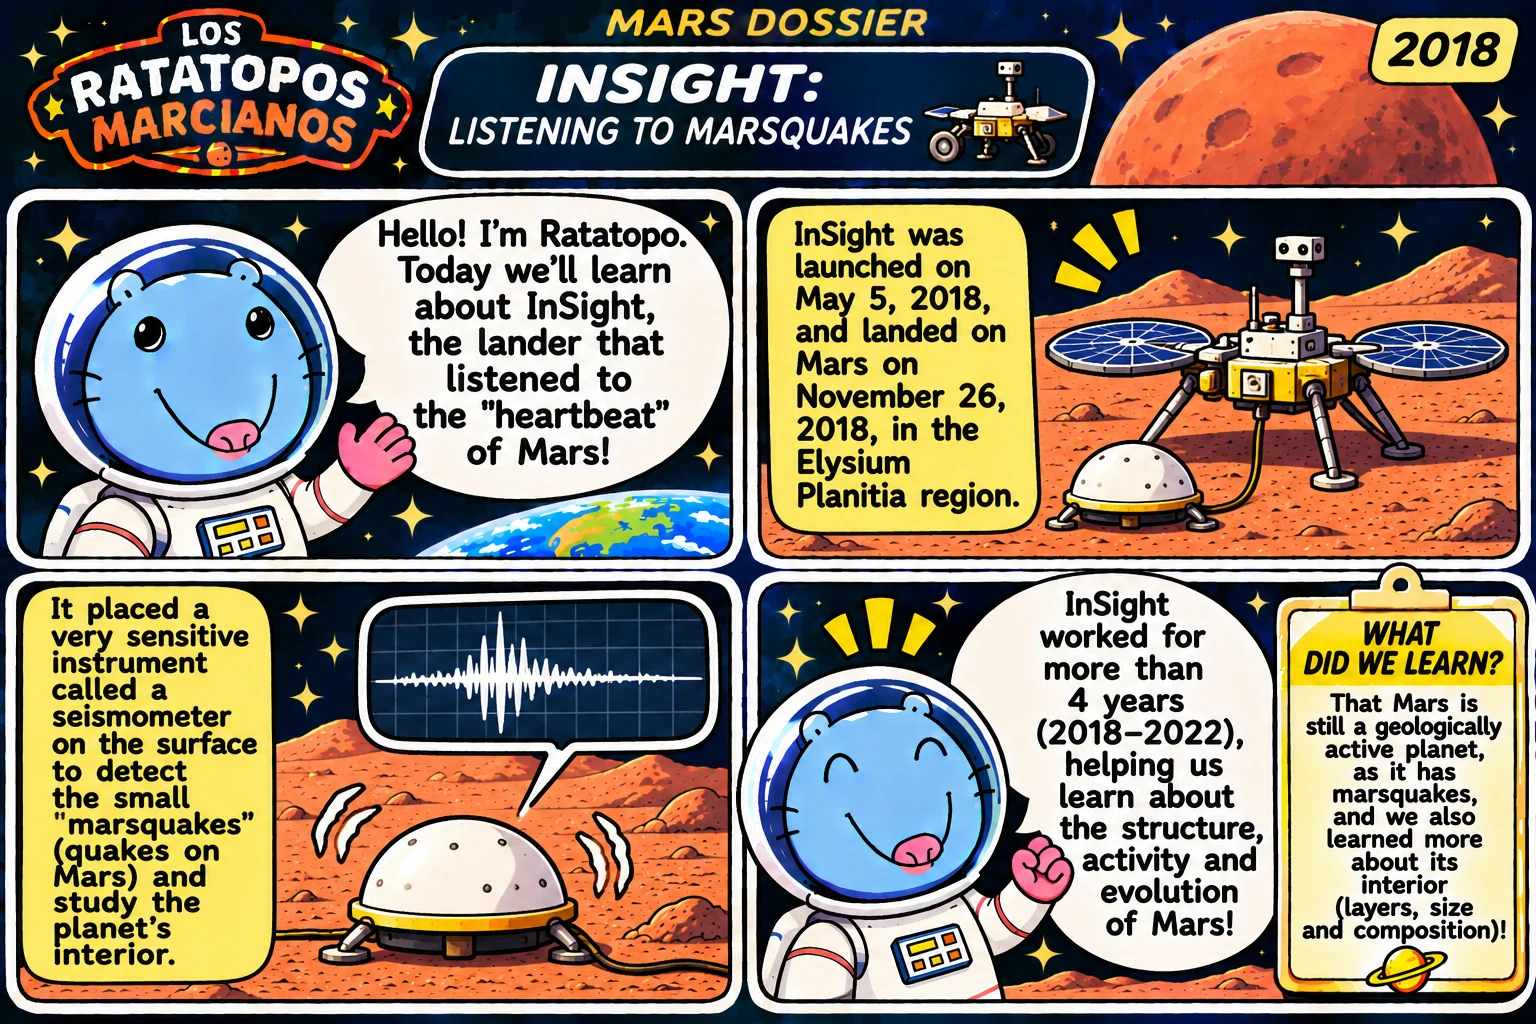 LOS
RATATOPOS
MARCIANOS
MARS DOSSIER
INSIGHT:
LISTENING TO MARSQUAKES
2018
Hello! I'm Ratatopo.
Today we'll learn
about InSight,
the lander that
listened to
the "heartbeat"
of Mars!
InSight was
launched on
May 5, 2018,
and landed on
Mars on
November 26,
2018, in the
Elysium
Planitia region.
It placed a
very sensitive
instrument
called a
seismometer
on the surface
to detect
the small
"marsquakes"
(quakes on
Mars) and
study the
planet's
interior.
InSight
worked for
more than
4 years
(2018–2022),
helping us
learn about
the structure,
activity and
evolution
of Mars!
WHAT
DID WE LEARN?
That Mars is
still a geologically
active planet,
as it has
marsquakes,
and we also
learned more
about its
interior
(layers, size
and composition)!